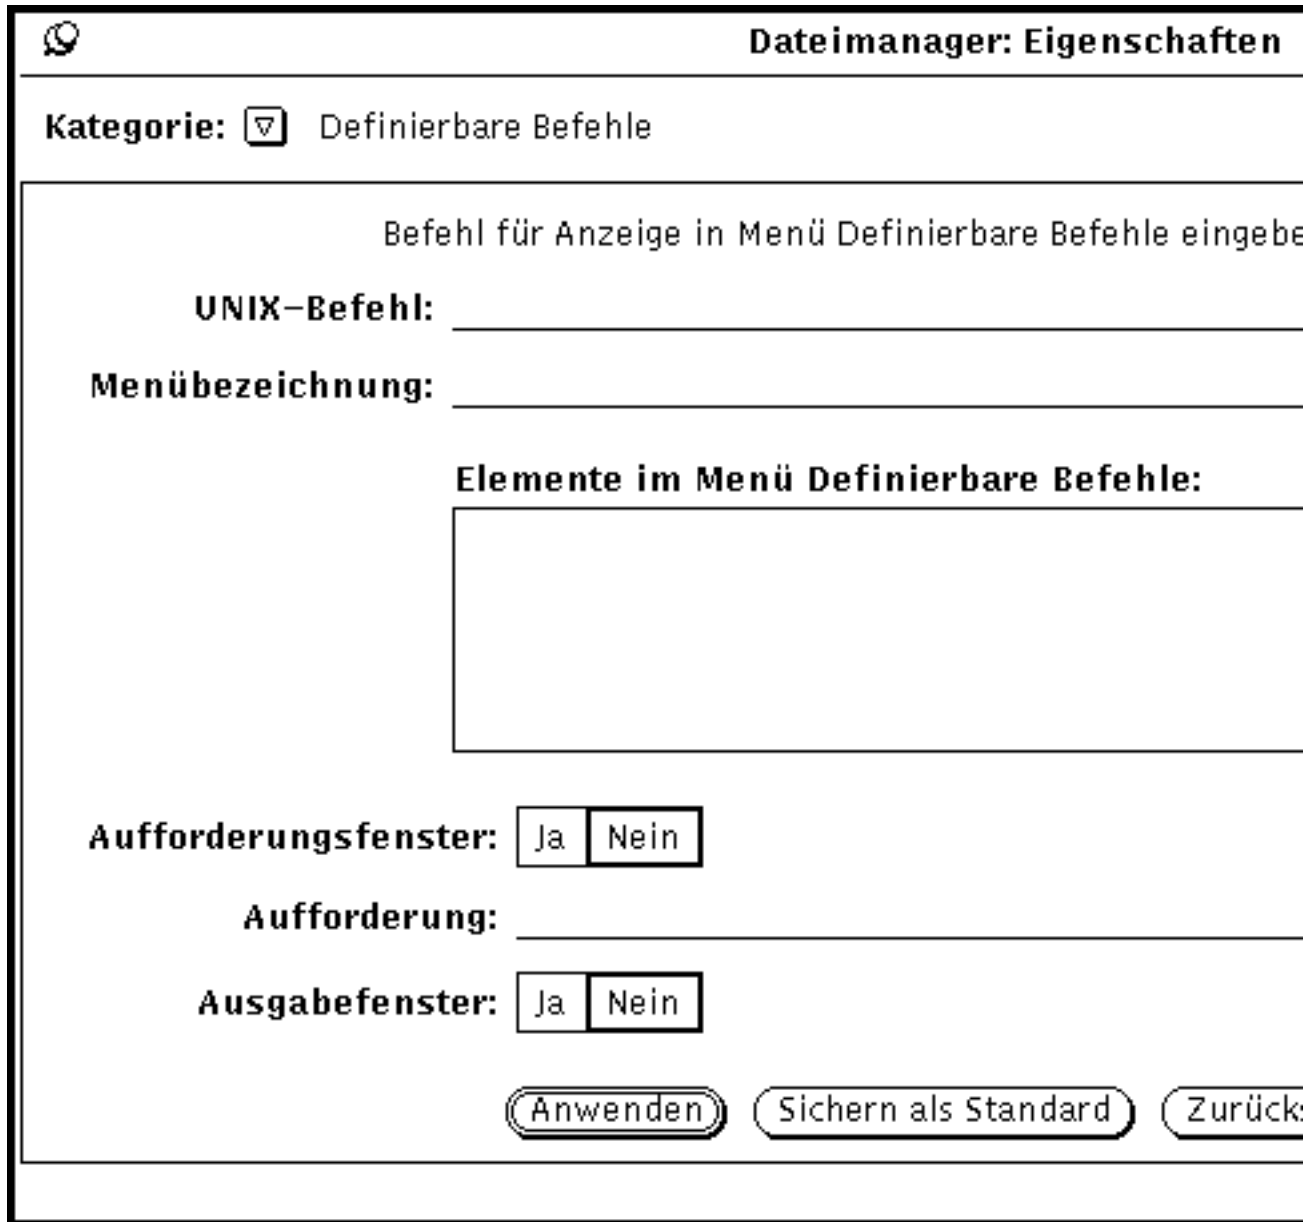 Dateimanager: Eigenschaften
Kategorie: Definierbare Befehle
Befehl für Anzeige in Menü Definierbare Befehle
UNIX-Befehl:
Menübezeichnung:
Elemente im Menü Definierbare Befehle:
Aufforderungsfenster: Ja Nein
Aufforderung:
Ausgabefenster: Ja Nein
Anwenden Sichern als Standard